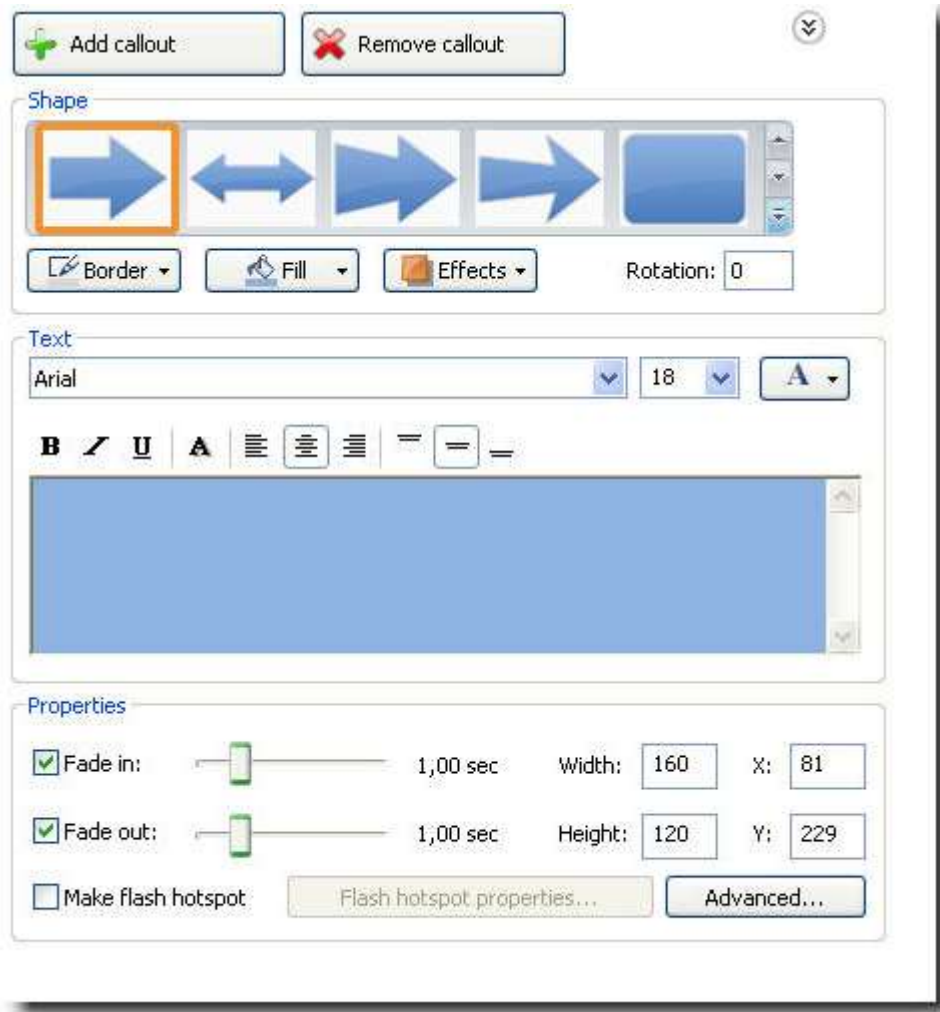 Add callout Remove callout
Shape
Border Fill Effects Rotation: 0
Text
Arial 18 A
B I U A
Properties
Fade in: 1,00 sec Width: 160 X: 81
Fade out: 1,00 sec Height: 120 Y: 229
Make flash hotspot Flash hotspot properties... Advanced...